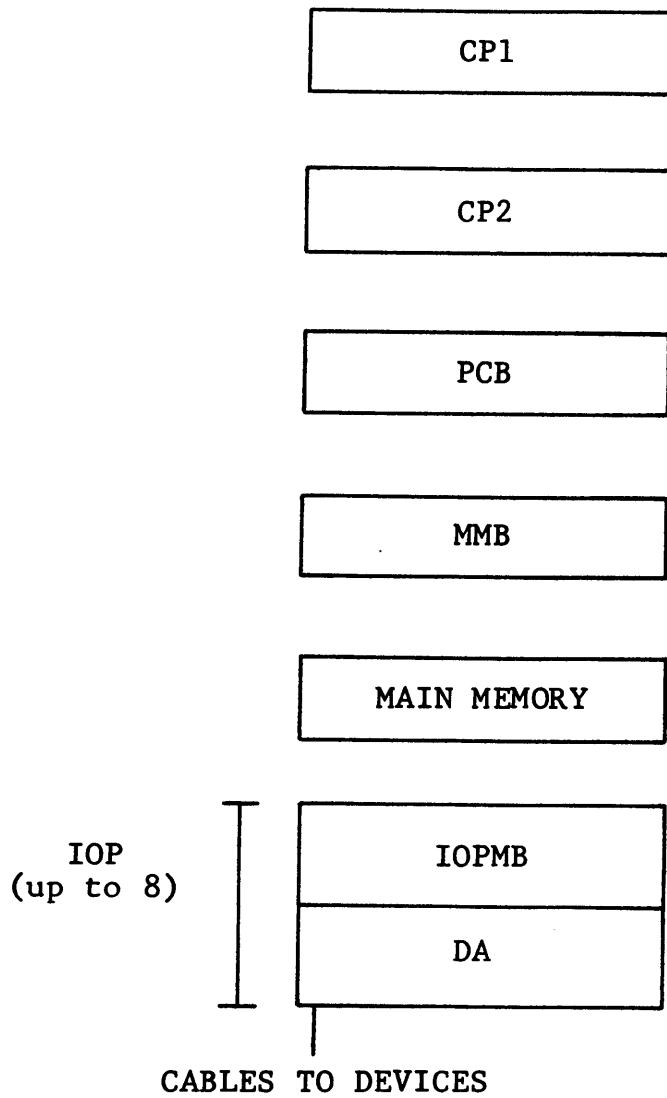 CP1
CP2
PCB
MMB
MAIN MEMORY
IOP
(up to 8)
IOPMB
DA
CABLES TO DEVICES